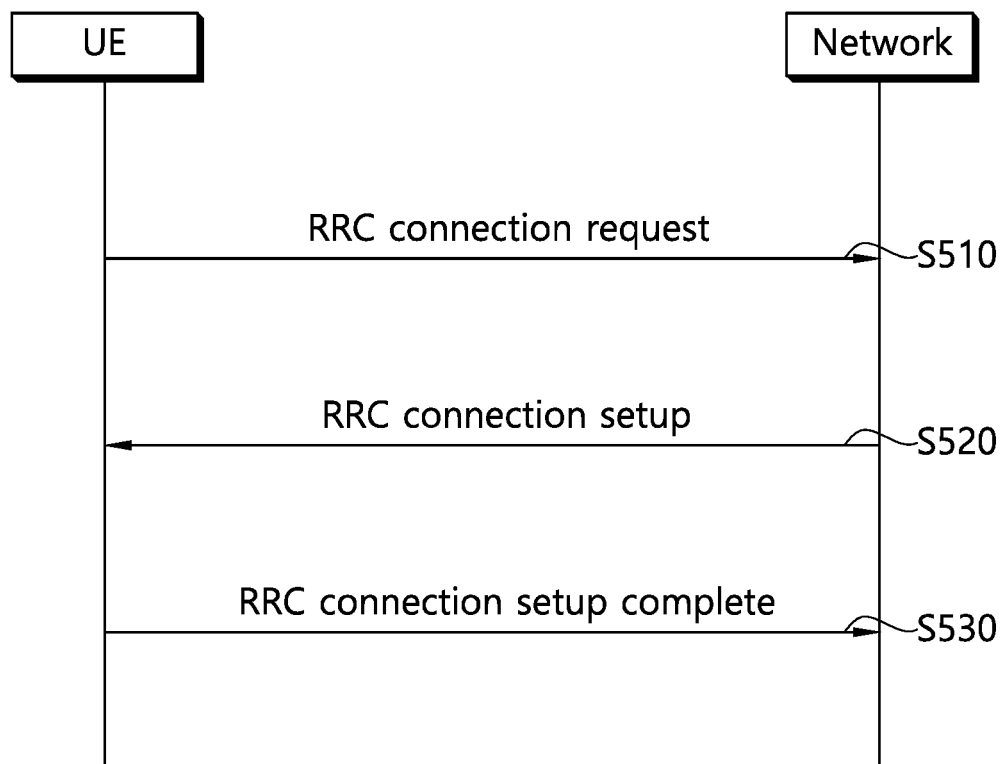 UE
Network
RRC connection request
S510
RRC connection setup
S520
RRC connection setup complete
S530